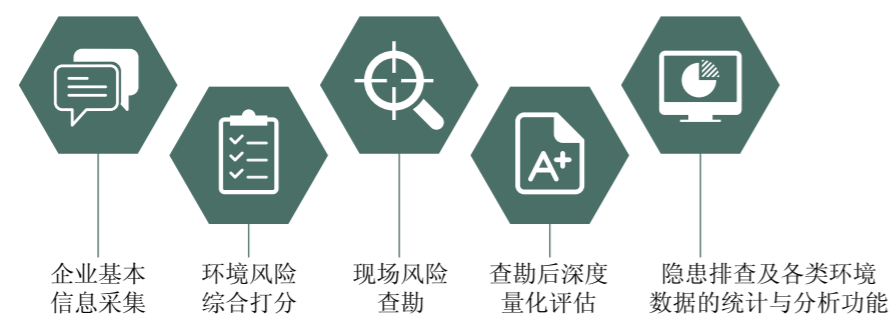 A+
企业基本
信息采集
环境风险
综合打分
现场风险
查勘
查勘后深度
量化评估
隐患排查及各类环境
数据的统计与分析功能